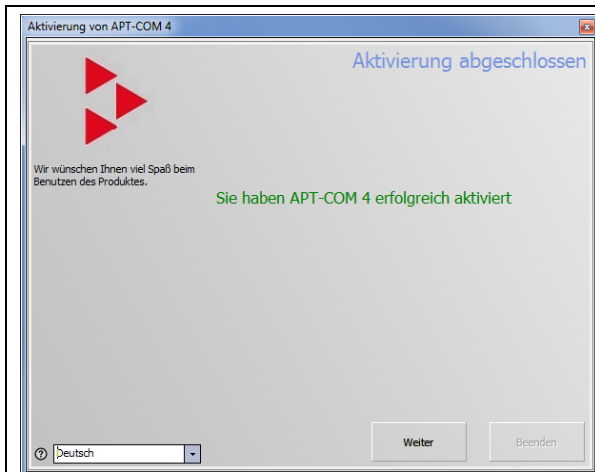 Aktivierung von APT-COM 4
Aktivierung abgeschlossen
Wir wünschen Ihnen viel Spaß beim
Benutzen des Produktes.
Sie haben APT-COM 4 erfolgreich aktiviert
Deutsch
Weiter
Beenden